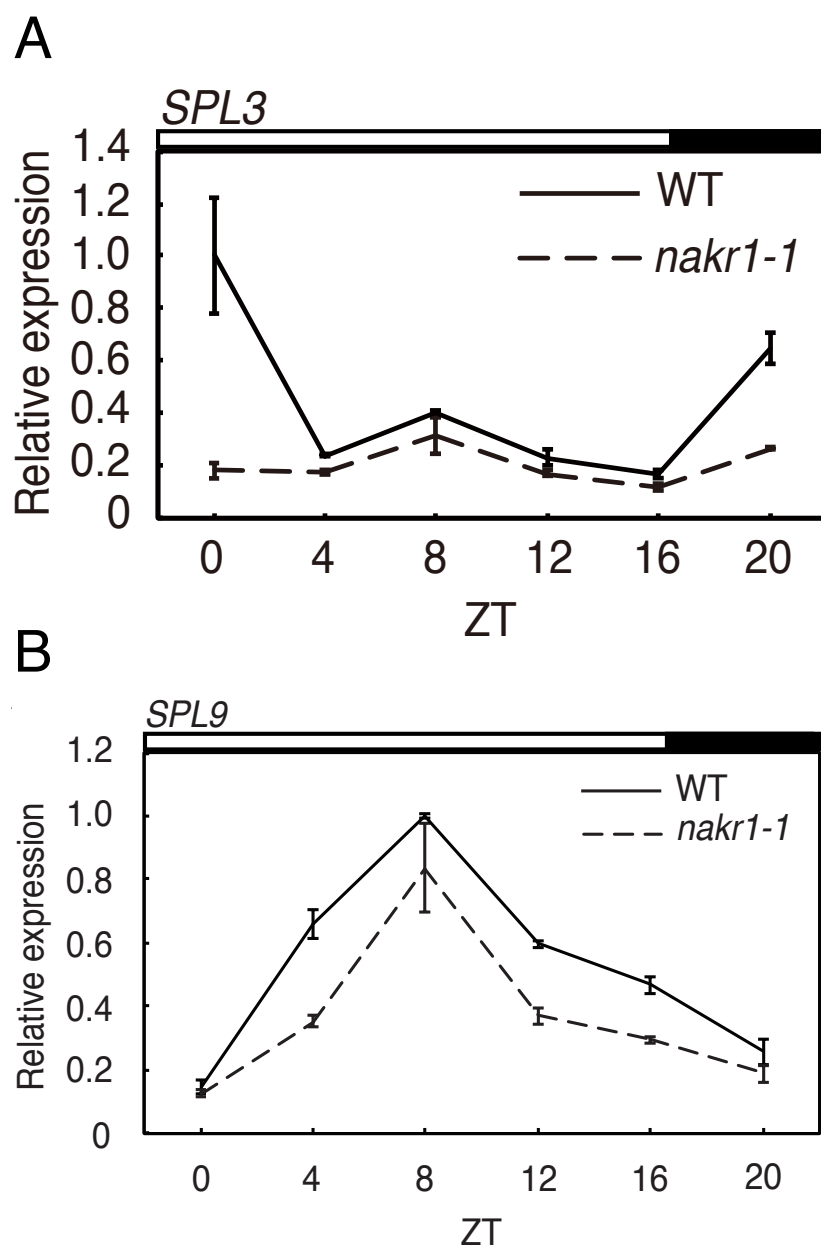 A
SPL3
Relative expression
1.4
1.2
1.0
0.8
0.6
0.4
0.2
0
WT
nakr1-1
0 4 8 12 16 20
ZT
B
SPL9
Relative expression
1.2
1.0
0.8
0.6
0.4
0.2
0
WT
nakr1-1
0 4 8 12 16 20
ZT